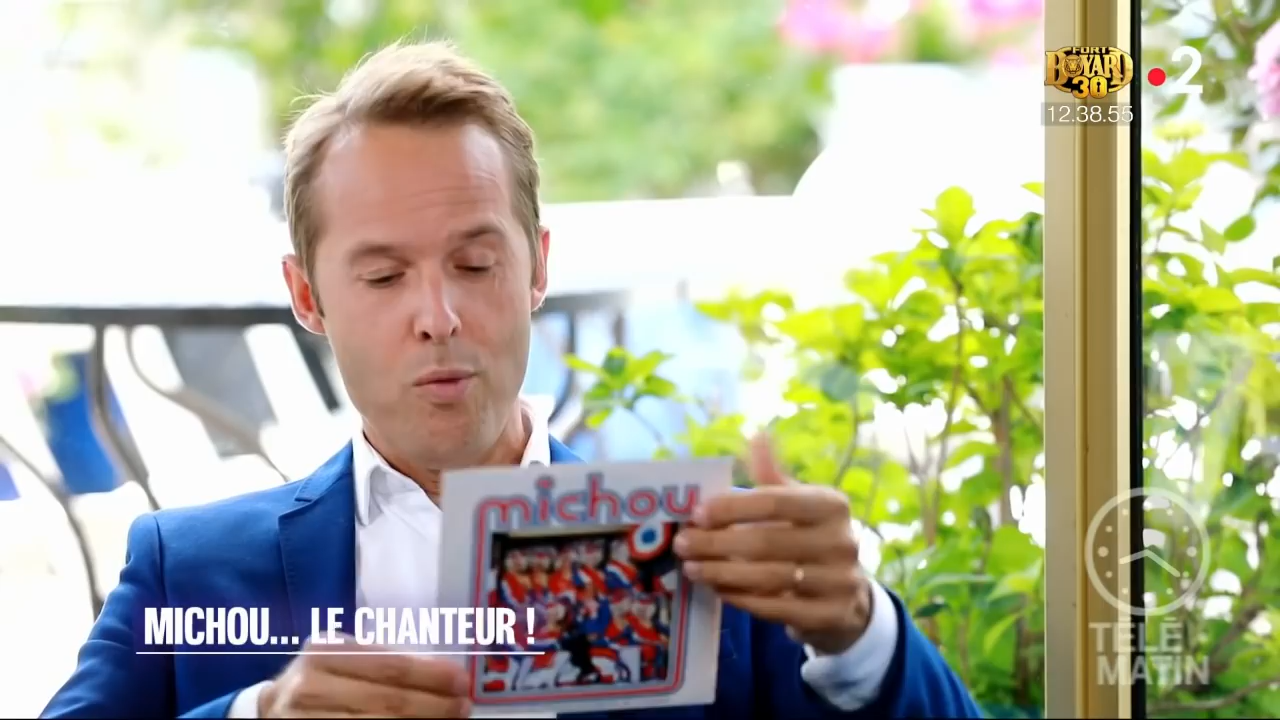 FORT
BOYARD
30
2
12.38.55
michou
MICHOU... LE CHANTEUR !
TÉLÉ
MATIN